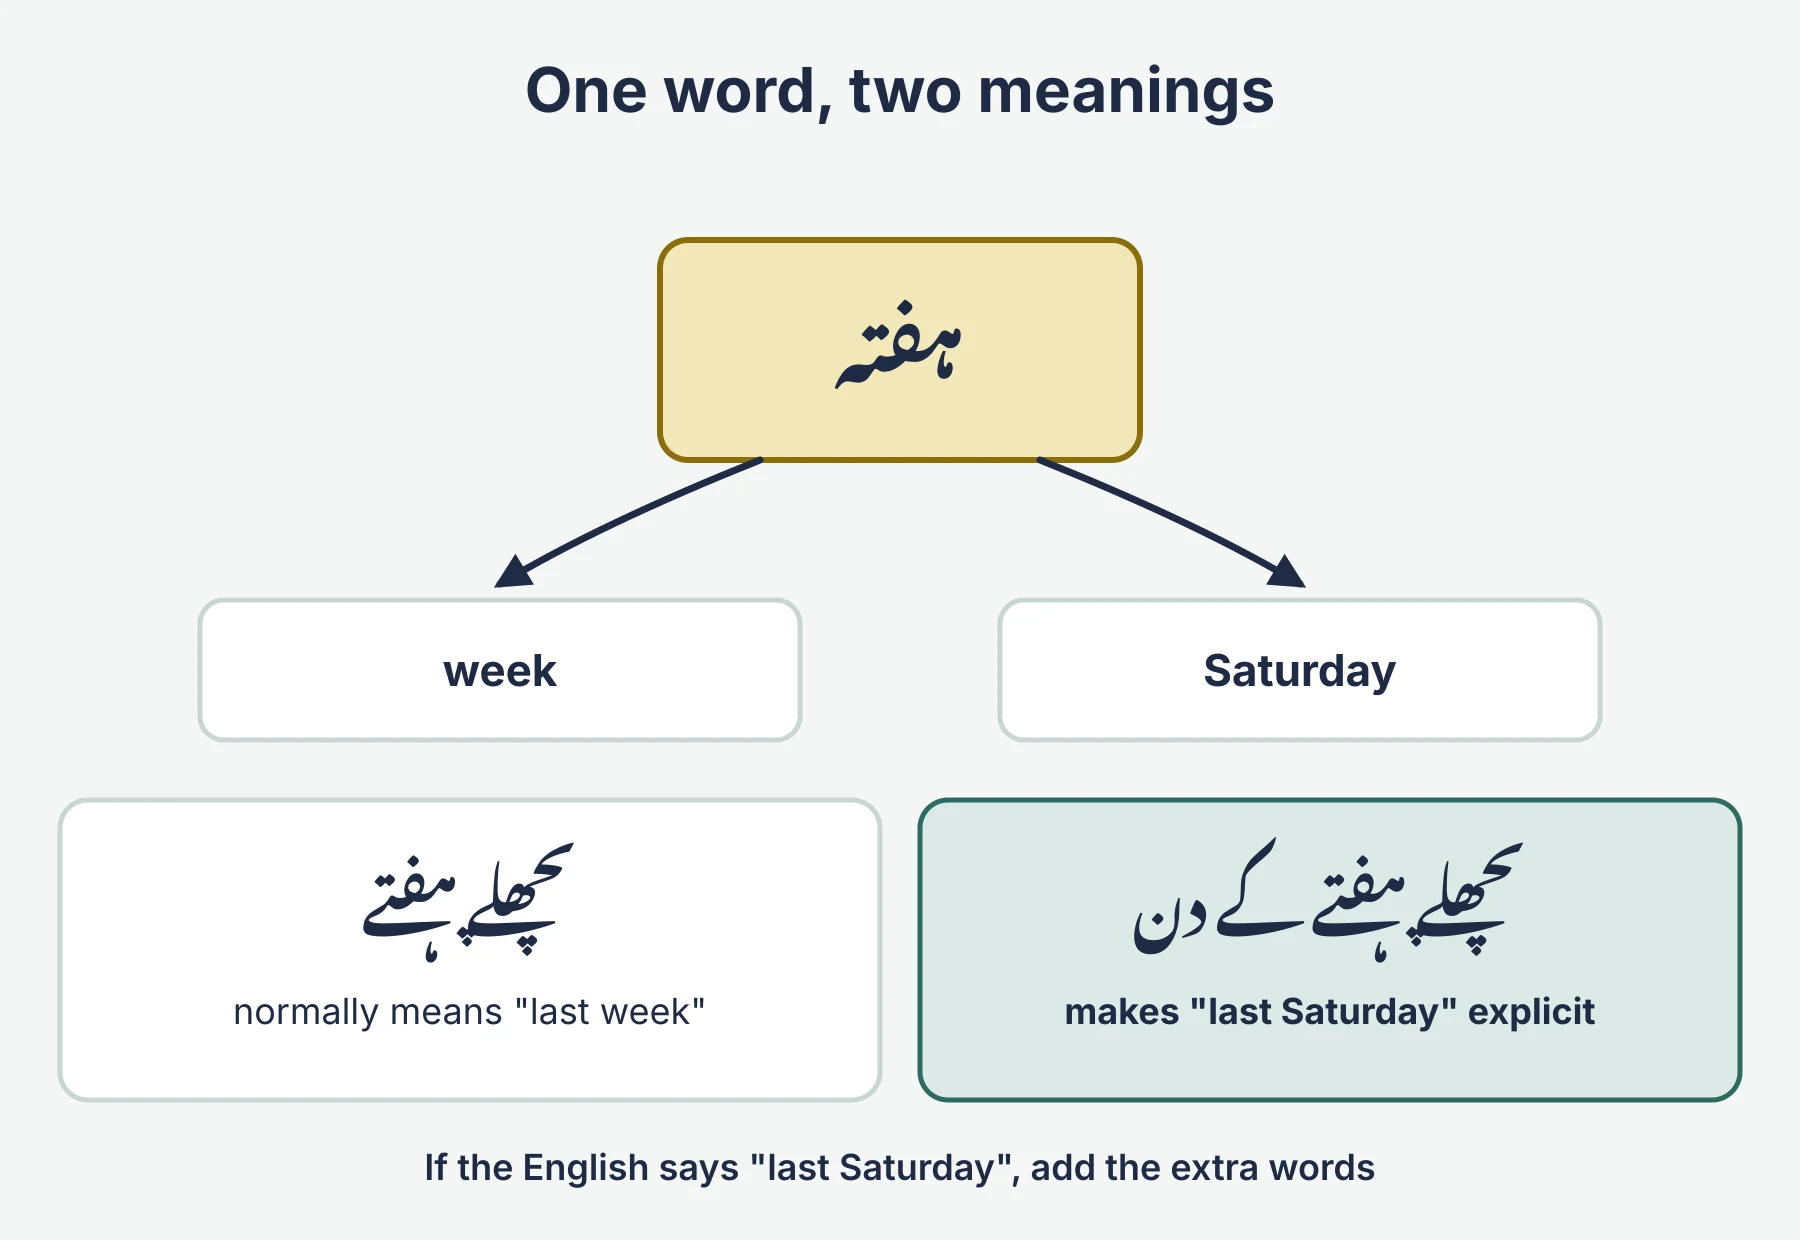 One word, two meanings
ہفتہ
week
Saturday
پچھلے ہفتے
normally means "last week"
پچھلے ہفتے کے دن
makes "last Saturday" explicit
If the English says "last Saturday", add the extra words